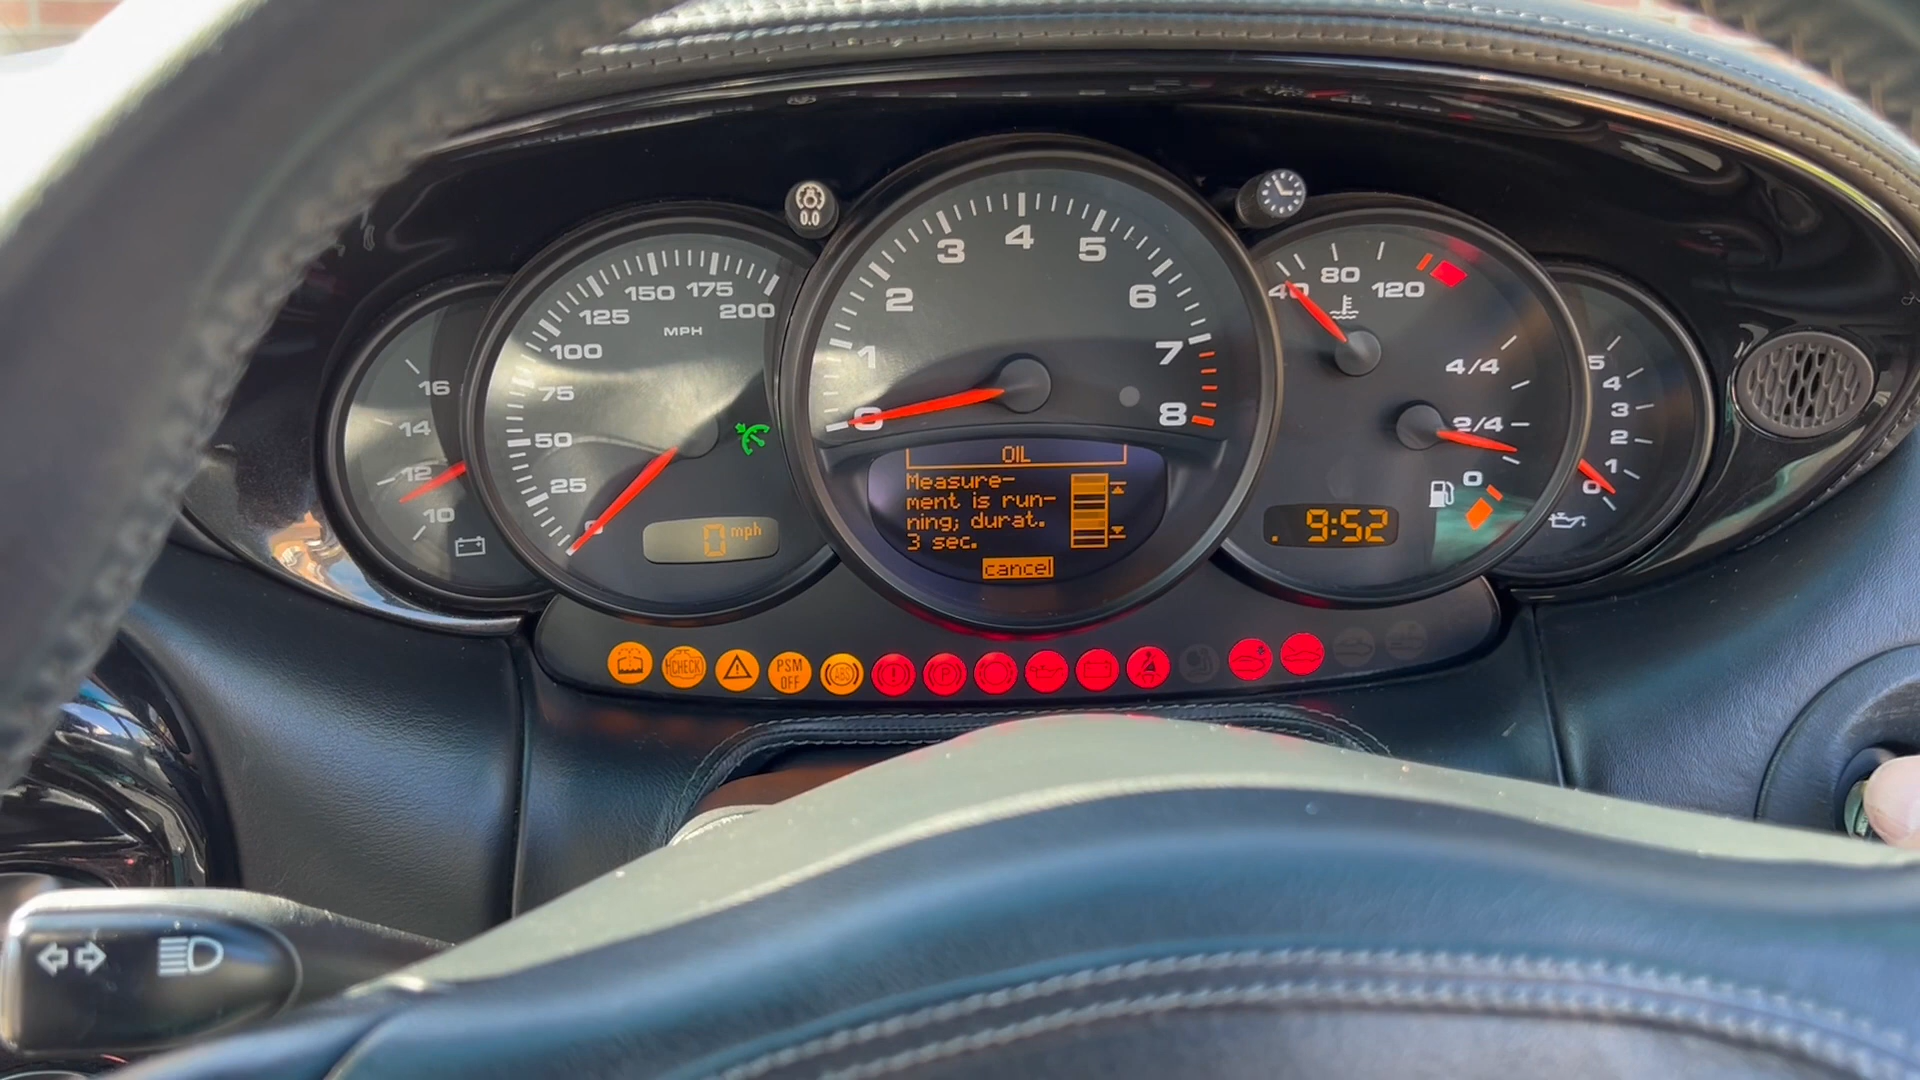 0.0
16
14
12
10
25
50
75
100
125
150
175
200
MPH
0 mph
0
1
2
3
4
5
6
7
8
OIL
Measure-
ment is run-
ning; durat.
3 sec.
cancel
40
80
120
4/4
2/4
0
9:52
5
4
3
2
1
0
CHECK
PSM
OFF
ABS
P